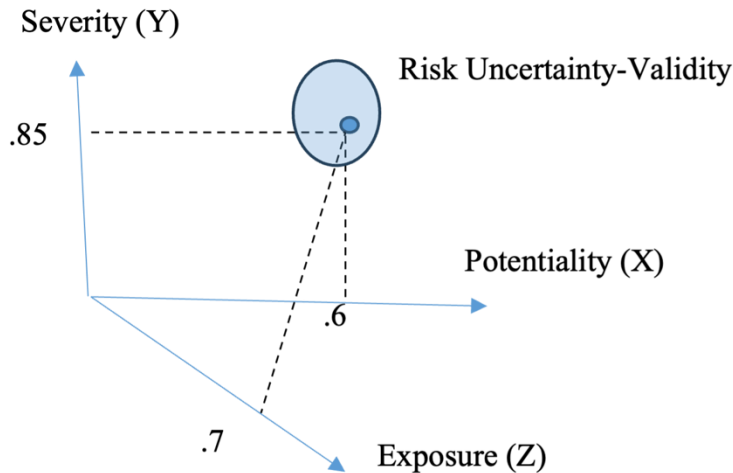 Severity (Y)
Risk Uncertainty-Validity
.85
Potentiality (X)
.6
.7
Exposure (Z)